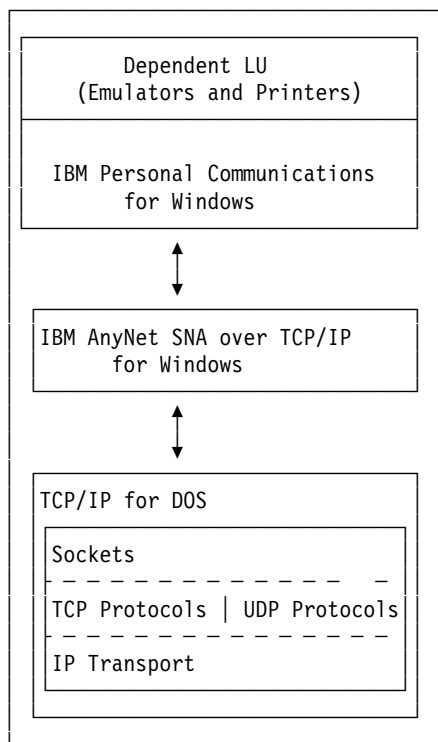 Dependent LU
(Emulators and Printers)
IBM Personal Communications
for Windows
IBM AnyNet SNA over TCP/IP
for Windows
TCP/IP for DOS
Sockets
TCP Protocols | UDP Protocols
IP Transport